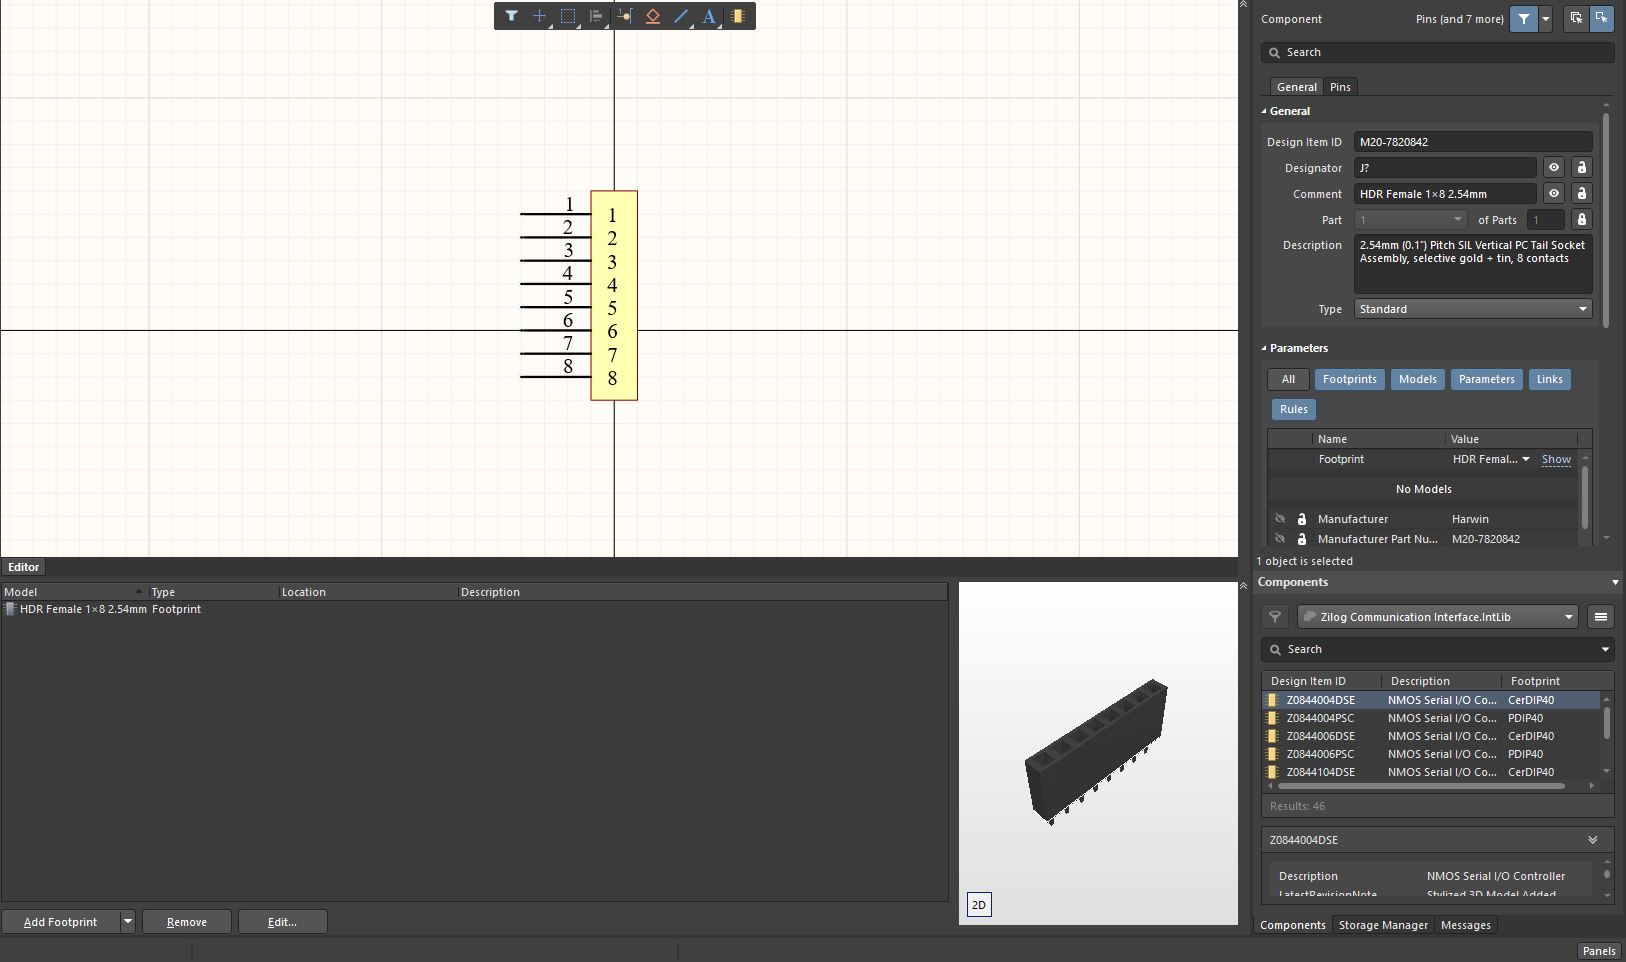 A
Component
Pins (and 7 more)
Search
General
Pins
General
Design Item ID
M20-7820842
Designator
J?
Comment
HDR Female 1×8 2.54mm
Part
1
of Parts
1
Description
2.54mm (0.1") Pitch SIL Vertical PC Tail Socket
Assembly, selective gold + tin, 8 contacts
Type
Standard
Parameters
All
Footprints
Models
Parameters
Links
Rules
Name
Value
Footprint
HDR Femal...
Show
No Models
Manufacturer
Harwin
Manufacturer Part Nu...
M20-7820842
1 object is selected
1
1
2
2
3
3
4
4
5
5
6
6
7
7
8
8
Editor
Model
Type
Location
Description
HDR Female 1×8 2.54mm
Footprint
2D
Add Footprint
Remove
Edit...
Components
Zilog Communication Interface.IntLib
Search
Design Item ID
Description
Footprint
Z0844004DSE
NMOS Serial I/O Co...
CerDIP40
Z0844004PSC
NMOS Serial I/O Co...
PDIP40
Z0844006DSE
NMOS Serial I/O Co...
CerDIP40
Z0844006PSC
NMOS Serial I/O Co...
PDIP40
Z0844104DSE
NMOS Serial I/O Co...
CerDIP40
Results: 46
Z0844004DSE
Description
NMOS Serial I/O Controller
LatestRevisionNote
Stylized 3D Model Added
Components
Storage Manager
Messages
Panels